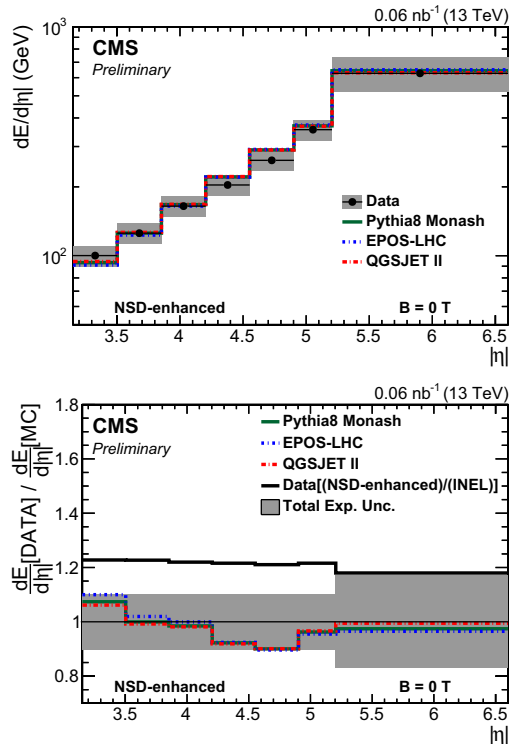 0.06 nb⁻¹ (13 TeV)
10³
CMS
Preliminary
dE/d|η| (GeV)
Data
Pythia8 Monash
EPOS-LHC
QGSJET II
10²
NSD-enhanced
B = 0 T
3.5 4 4.5 5 5.5 6 6.5
|η|
0.06 nb⁻¹ (13 TeV)
1.8
CMS
Preliminary
Pythia8 Monash
EPOS-LHC
QGSJET II
Data[(NSD-enhanced)/(INEL)]
Total Exp. Unc.
dE/d|η| [DATA] / dE/d|η| [MC]
1.6
1.4
1.2
1
0.8
NSD-enhanced
B = 0 T
3.5 4 4.5 5 5.5 6 6.5
|η|